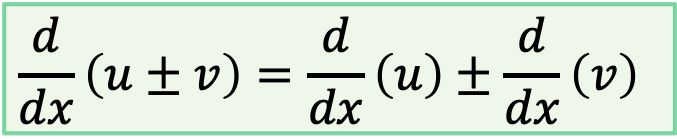 d/dx (u ± v) = d/dx (u) ± d/dx (v)